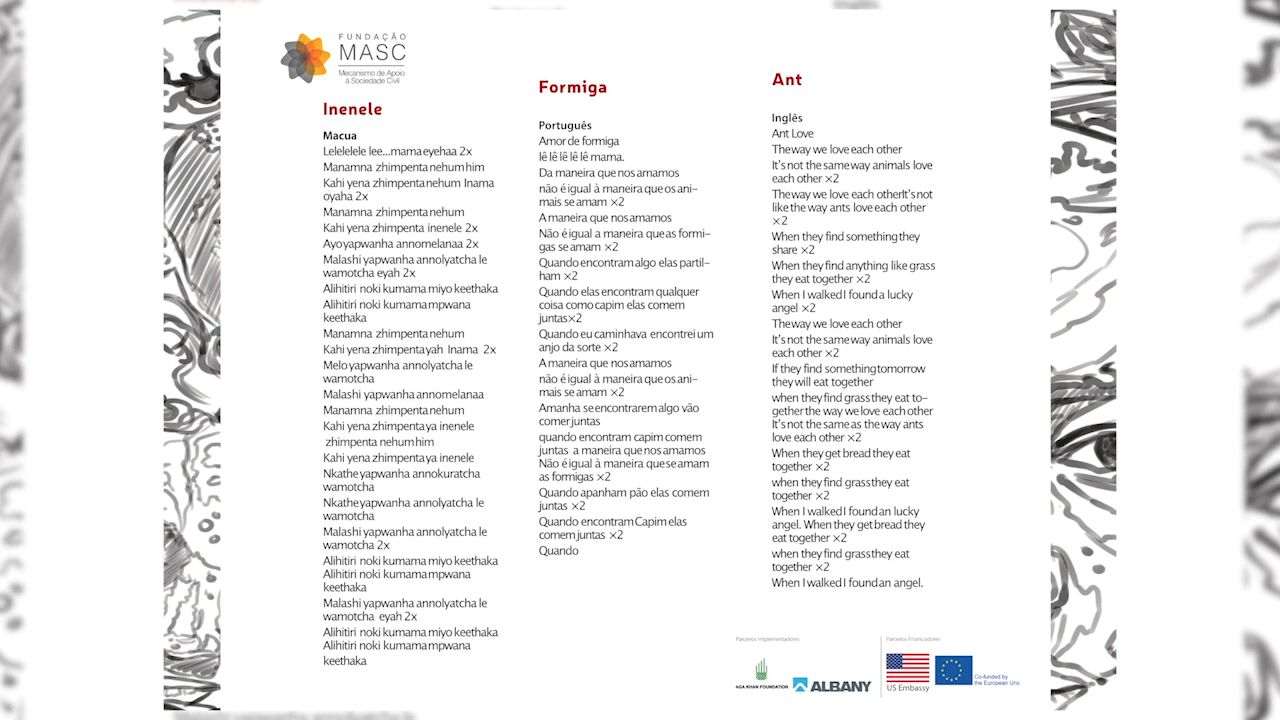 FUNDAÇÃO
MASC
Mecanismo de Apoio
à Sociedade Civil
Inenele
Macua
Lelelelele lee...mama eyehaa 2x
Manamna zhimpenta nehum him
Kahi yena zhimpenta nehum Inama
oyaha 2x
Manamna zhimpenta nehum
Kahi yena zhimpenta inenele 2x
Ayo yapwanha annomelanaa 2x
Malashi yapwanha annolyatcha le
wamotcha eyah 2x
Alihitiri noki kumama miyo keethaka
Alihitiri noki kumama mpwana
keethaka
Manamna zhimpenta nehum
Kahi yena zhimpenta yah Inama 2x
Melo yapwanha annolyatcha le
wamotcha
Malashi yapwanha annomelanaa
Manamna zhimpenta nehum
Kahi yena zhimpenta ya inenele
zhimpenta nehum him
Kahi yena zhimpenta ya inenele
Nkathe yapwanha annokuratcha
wamotcha
Nkathe yapwanha annolyatcha le
wamotcha
Malashi yapwanha annolyatcha le
wamotcha 2x
Alihitiri noki kumama miyo keethaka
Alihitiri noki kumama mpwana
keethaka
Malashi yapwanha annolyatcha le
wamotcha eyah 2x
Alihitiri noki kumama miyo keethaka
Alihitiri noki kumama mpwana
keethaka
Formiga
Português
Amor de formiga
lê lê lê lê lê mama.
Da maneira que nos amamos
não é igual à maneira que os ani-
mais se amam ×2
A maneira que nos amamos
Não é igual a maneira que as formi-
gas se amam ×2
Quando encontram algo elas partil-
ham ×2
Quando elas encontram qualquer
coisa como capim elas comem
juntas×2
Quando eu caminhava encontrei um
anjo da sorte ×2
A maneira que nos amamos
não é igual à maneira que os ani-
mais se amam ×2
Amanha se encontrarem algo vão
comer juntas
quando encontram capim comem
juntas a maneira que nos amamos
Não é igual à maneira que se amam
as formigas ×2
Quando apanham pão elas comem
juntas ×2
Quando encontram Capim elas
comem juntas ×2
Quando
Ant
Inglês
Ant Love
The way we love each other
It's not the same way animals love
each other ×2
The way we love each otherIt's not
like the way ants love each other
×2
When they find something they
share ×2
When they find anything like grass
they eat together ×2
When I walked I found a lucky
angel ×2
The way we love each other
It's not the same way animals love
each other ×2
If they find something tomorrow
they will eat together
when they find grass they eat to-
gether the way we love each other
It's not the same as the way ants
love each other ×2
When they get bread they eat
together ×2
when they find grass they eat
together ×2
When I walked I found an lucky
angel. When they get bread they
eat together ×2
when they find grass they eat
together ×2
When I walked I found an angel.
Parceiros Implementadores
AGA KHAN FOUNDATION
ALBANY
Parceiros Financiadores
US Embassy
Co-funded by
the European Unio